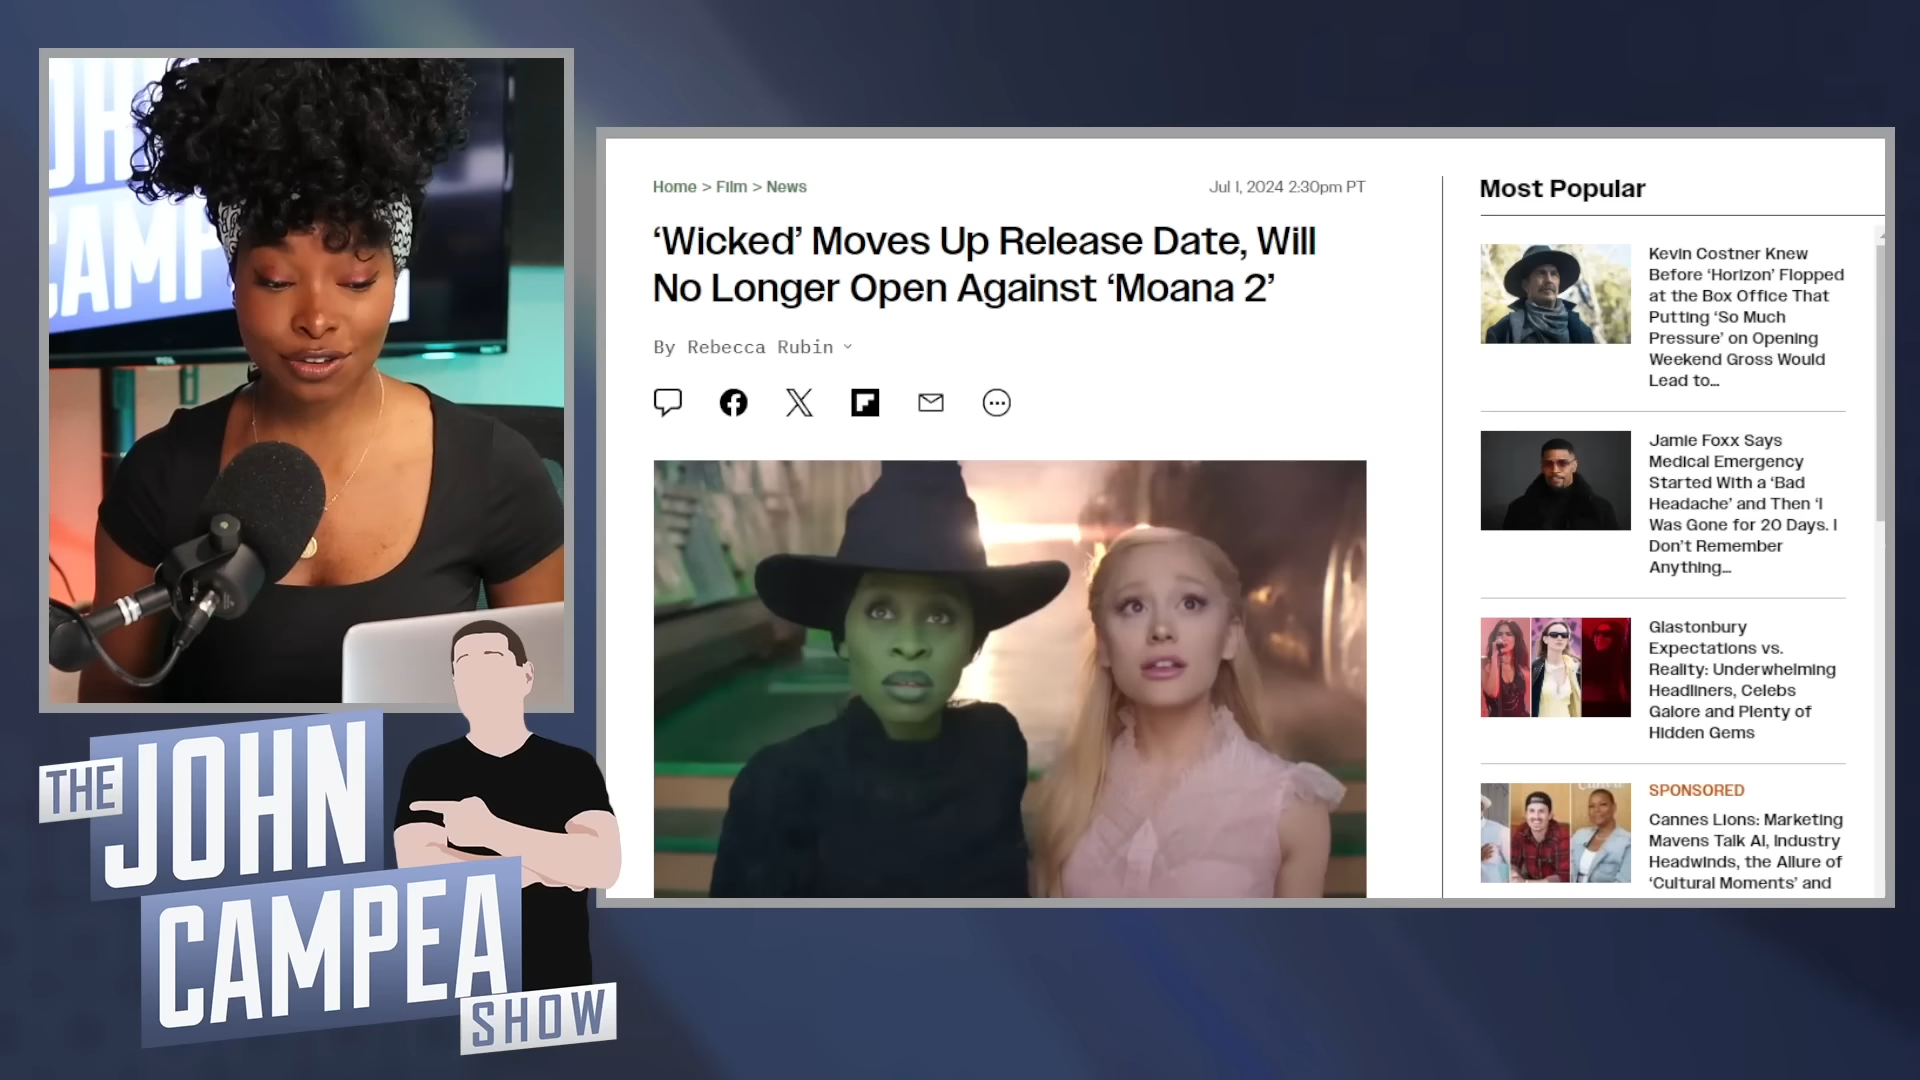 JOHN
CAMPEA
TCL
THE
JOHN
CAMPEA
SHOW
Home > Film > News
Jul 1, 2024 2:30pm PT
‘Wicked’ Moves Up Release Date, Will
No Longer Open Against ‘Moana 2’
By Rebecca Rubin
Most Popular
Kevin Costner Knew
Before ‘Horizon’ Flopped
at the Box Office That
Putting ‘So Much
Pressure’ on Opening
Weekend Gross Would
Lead to...
Jamie Foxx Says
Medical Emergency
Started With a ‘Bad
Headache’ and Then ‘I
Was Gone for 20 Days. I
Don’t Remember
Anything...
Glastonbury
Expectations vs.
Reality: Underwhelming
Headliners, Celebs
Galore and Plenty of
Hidden Gems
SPONSORED
Cannes Lions: Marketing
Mavens Talk AI, Industry
Headwinds, the Allure of
‘Cultural Moments’ and